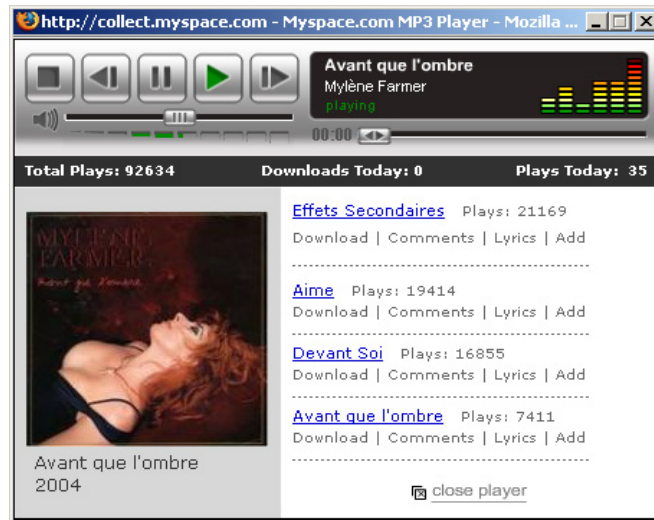 http://collect.myspace.com - Myspace.com MP3 Player - Mozilla ...
Avant que l'ombre
Mylène Farmer
playing
00:00
Total Plays: 92634 Downloads Today: 0 Plays Today: 35
MYLENE
FARMER
Avant que l'ombre
Avant que l'ombre
2004
Effets Secondaires Plays: 21169
Download | Comments | Lyrics | Add
Aime Plays: 19414
Download | Comments | Lyrics | Add
Devant Soi Plays: 16855
Download | Comments | Lyrics | Add
Avant que l'ombre Plays: 7411
Download | Comments | Lyrics | Add
close player